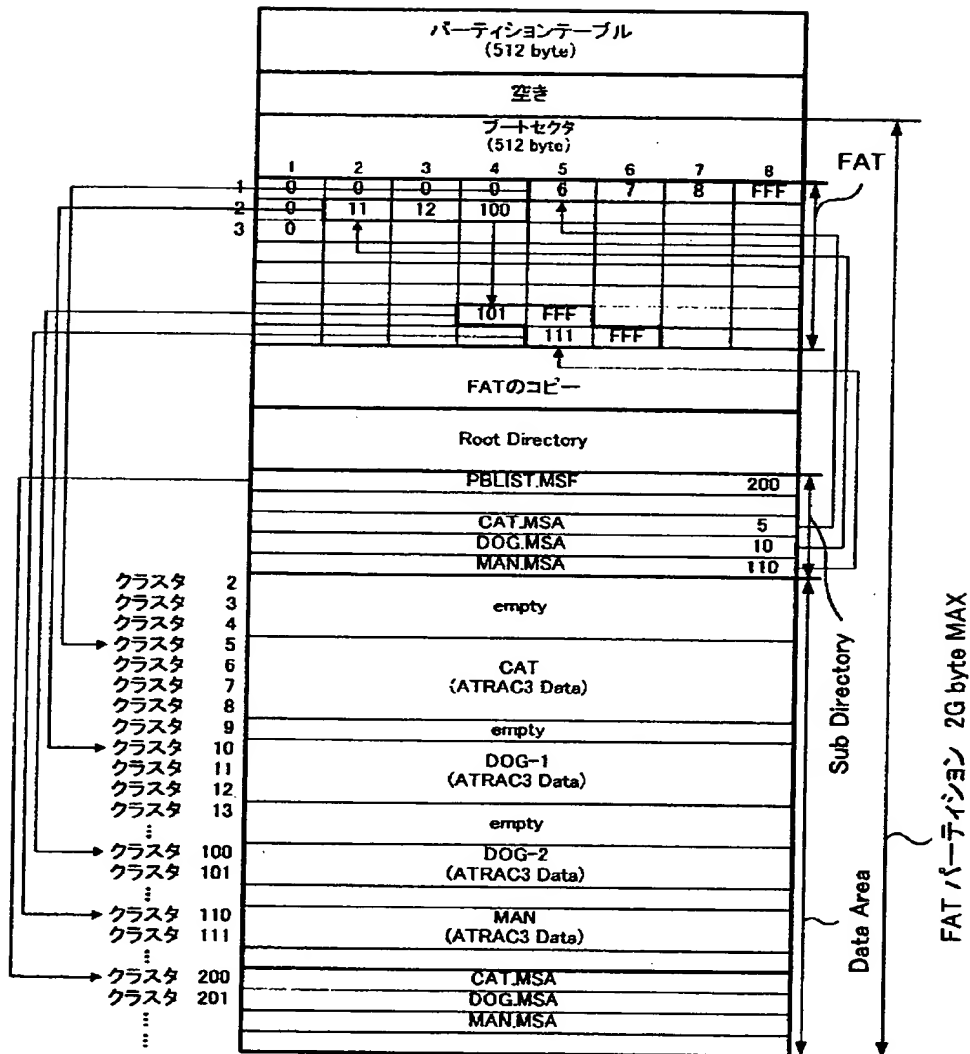 パーティションテーブル
(512 byte)
空き
ブートセクタ
(512 byte)
FAT
1 2 3 4 5 6 7 8
1 0 0 0 0 6 7 8 FFF
2 0 11 12 100
3 0
101 FFF
111 FFF
FATのコピー
Root Directory
PBLIST.MSF 200
CAT.MSA 5
DOG.MSA 10
MAN.MSA 110
Sub Directory
クラスタ 2
クラスタ 3
クラスタ 4
empty
クラスタ 5
クラスタ 6
クラスタ 7
クラスタ 8
CAT
(ATRAC3 Data)
クラスタ 9
empty
クラスタ 10
クラスタ 11
クラスタ 12
DOG-1
(ATRAC3 Data)
クラスタ 13
⋮
empty
クラスタ 100
クラスタ 101
⋮
DOG-2
(ATRAC3 Data)
クラスタ 110
クラスタ 111
⋮
MAN
(ATRAC3 Data)
クラスタ 200
クラスタ 201
⋮
⋮
CAT.MSA
DOG.MSA
MAN.MSA
Data Area
FAT パーティション 2G byte MAX